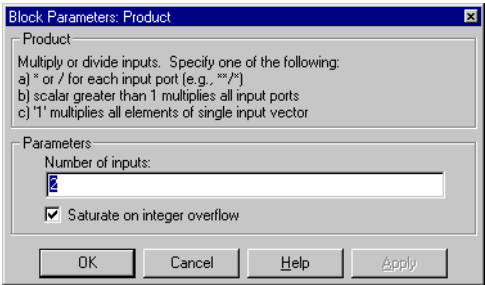 Block Parameters: Product
Product
Multiply or divide inputs. Specify one of the following:
a) * or / for each input port (e.g., **/*)
b) scalar greater than 1 multiplies all input ports
c) '1' multiplies all elements of single input vector
Parameters
Number of inputs:
2
Saturate on integer overflow
OK Cancel Help Apply